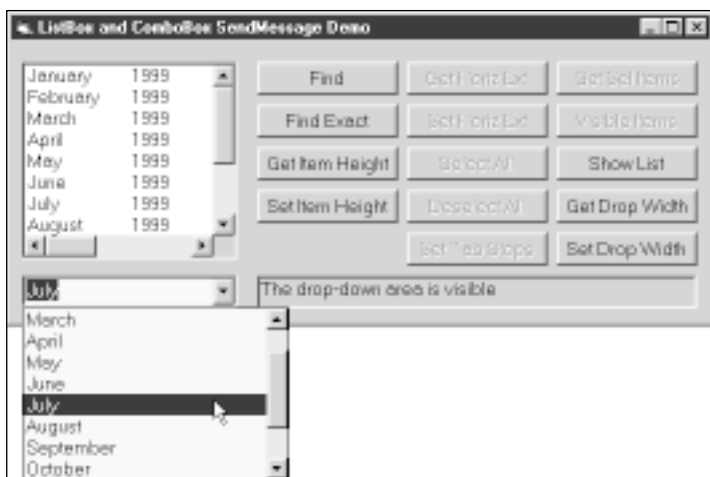 ListBox and ComboBox SendMessage Demo
January 1999
February 1999
March 1999
April 1999
May 1999
June 1999
July 1999
August 1999
Find
Get Horiz Ext
Get Sel Items
Find Exact
Set Horiz Ext
Visible Items
Get Item Height
Select All
Show List
Set Item Height
Deselect All
Get Drop Width
Set Tab Stops
Set Drop Width
July
The drop-down area is visible
March
April
May
June
July
August
September
October